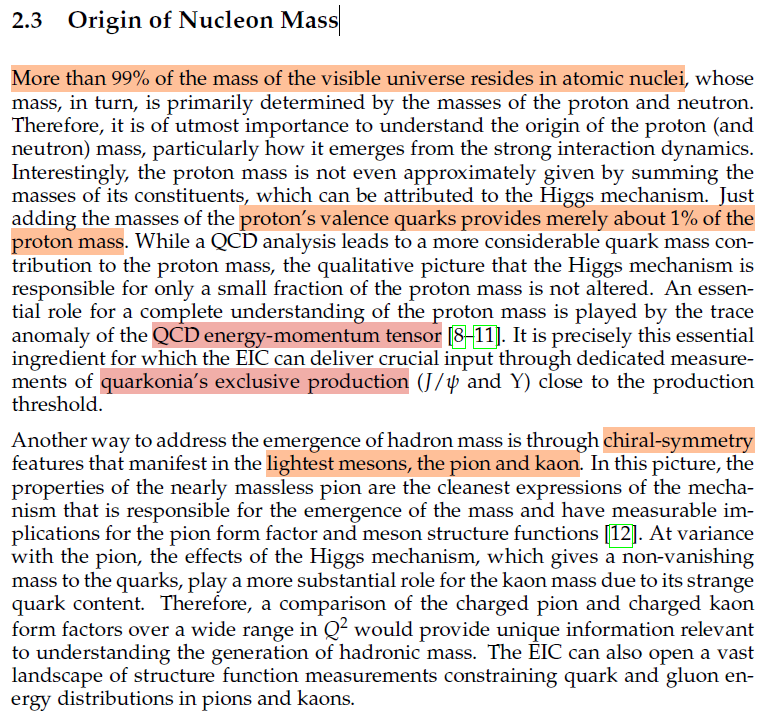 2.3 Origin of Nucleon Mass
More than 99% of the mass of the visible universe resides in atomic nuclei, whose
mass, in turn, is primarily determined by the masses of the proton and neutron.
Therefore, it is of utmost importance to understand the origin of the proton (and
neutron) mass, particularly how it emerges from the strong interaction dynamics.
Interestingly, the proton mass is not even approximately given by summing the
masses of its constituents, which can be attributed to the Higgs mechanism. Just
adding the masses of the proton's valence quarks provides merely about 1% of the
proton mass. While a QCD analysis leads to a more considerable quark mass con-
tribution to the proton mass, the qualitative picture that the Higgs mechanism is
responsible for only a small fraction of the proton mass is not altered. An essen-
tial role for a complete understanding of the proton mass is played by the trace
anomaly of the QCD energy-momentum tensor [8–11]. It is precisely this essential
ingredient for which the EIC can deliver crucial input through dedicated measure-
ments of quarkonia's exclusive production (J/ψ and Υ) close to the production
threshold.
Another way to address the emergence of hadron mass is through chiral-symmetry
features that manifest in the lightest mesons, the pion and kaon. In this picture, the
properties of the nearly massless pion are the cleanest expressions of the mecha-
nism that is responsible for the emergence of the mass and have measurable im-
plications for the pion form factor and meson structure functions [12]. At variance
with the pion, the effects of the Higgs mechanism, which gives a non-vanishing
mass to the quarks, play a more substantial role for the kaon mass due to its strange
quark content. Therefore, a comparison of the charged pion and charged kaon
form factors over a wide range in Q² would provide unique information relevant
to understanding the generation of hadronic mass. The EIC can also open a vast
landscape of structure function measurements constraining quark and gluon en-
ergy distributions in pions and kaons.